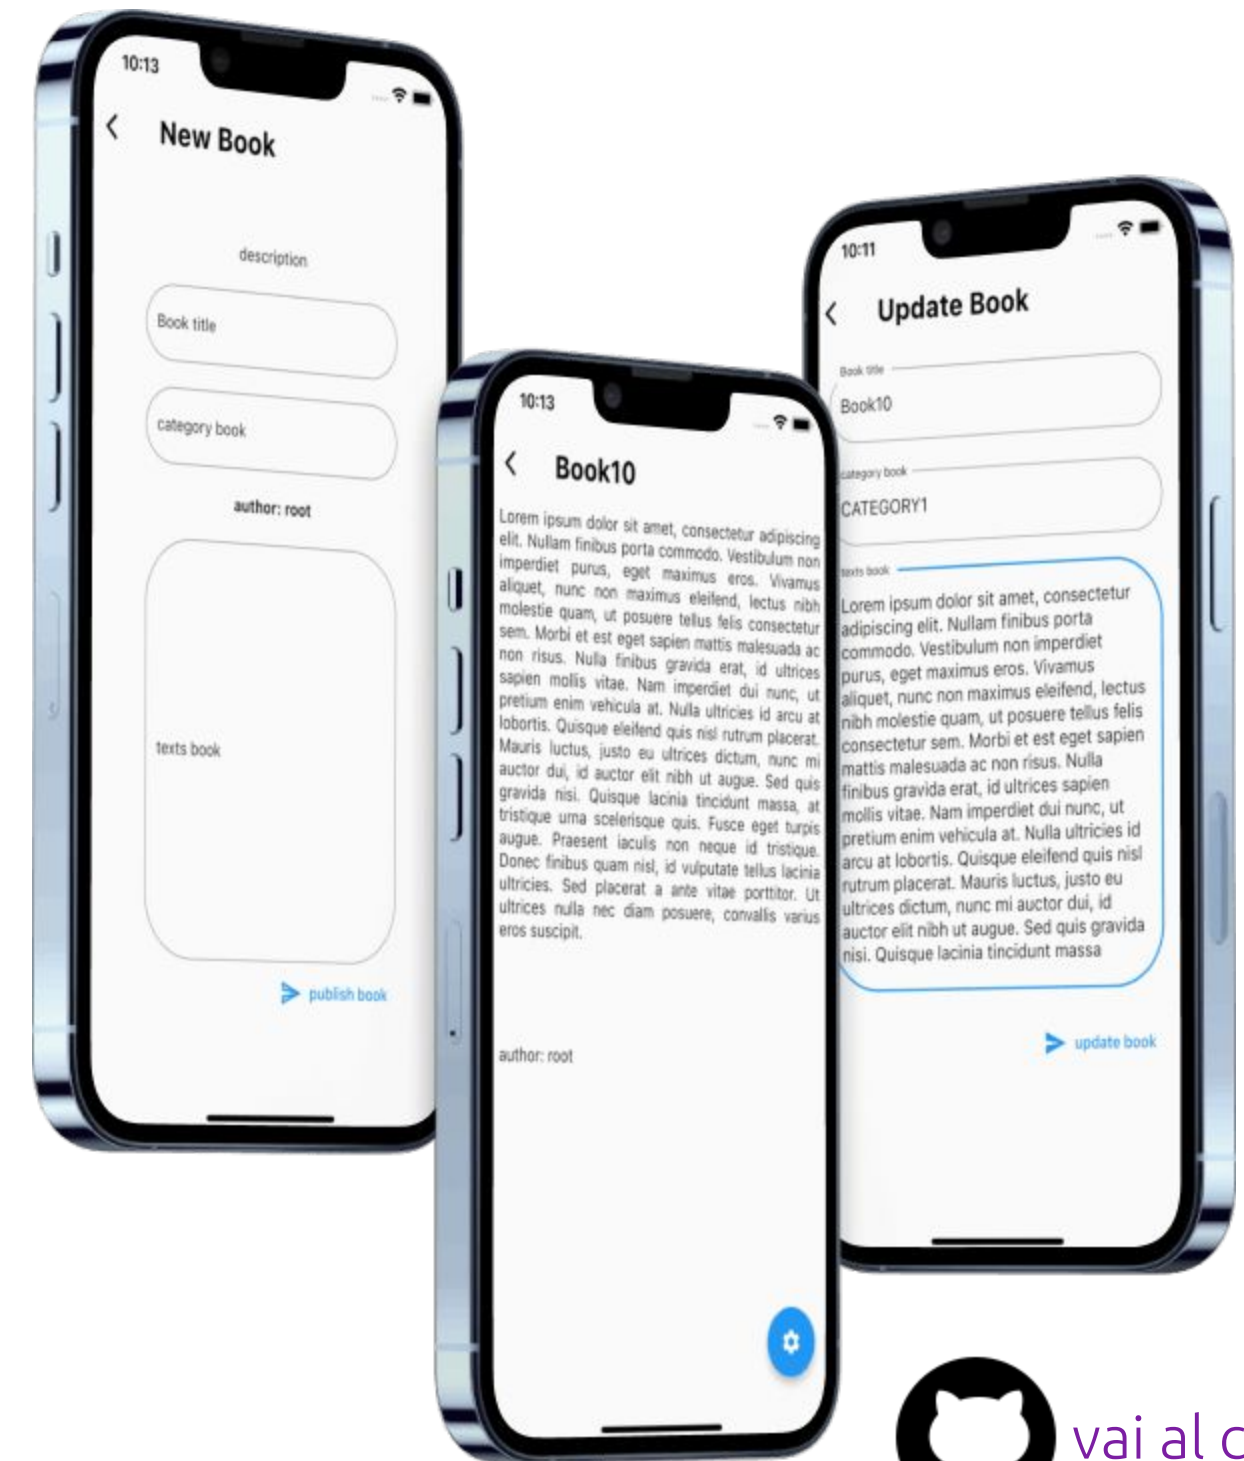 10:13
New Book
description
Book title
category book
author: root
texts book
publish book
10:13
Book10
Lorem ipsum dolor sit amet, consectetur adipiscing
elit. Nullam finibus porta commodo. Vestibulum non
imperdiet purus, eget maximus eros. Vivamus
aliquet, nunc non maximus eleifend, lectus nibh
molestie quam, ut posuere tellus felis consectetur
sem. Morbi et est eget sapien mattis malesuada ac
non risus. Nulla finibus gravida erat, id ultrices
sapien mollis vitae. Nam imperdiet dui nunc, ut
pretium enim vehicula at. Nulla ultricies id arcu at
lobortis. Quisque eleifend quis nisl rutrum placerat.
Mauris luctus, justo eu ultrices dictum, nunc mi
auctor dui, id auctor elit nibh ut augue. Sed quis
gravida nisi. Quisque lacinia tincidunt massa, at
tristique urna scelerisque quis. Fusce eget turpis
augue. Praesent iaculis non neque id tristique.
Donec finibus quam nisl, id vulputate tellus lacinia
ultricies. Sed placerat a ante vitae porttitor. Ut
ultrices nulla nec diam posuere, convallis varius
eros suscipit.
author: root
10:11
Update Book
Book title
Book10
category book
CATEGORY1
texts book
Lorem ipsum dolor sit amet, consectetur
adipiscing elit. Nullam finibus porta
commodo. Vestibulum non imperdiet
purus, eget maximus eros. Vivamus
aliquet, nunc non maximus eleifend, lectus
nibh molestie quam, ut posuere tellus felis
consectetur sem. Morbi et est eget sapien
mattis malesuada ac non risus. Nulla
finibus gravida erat, id ultrices sapien
mollis vitae. Nam imperdiet dui nunc, ut
pretium enim vehicula at. Nulla ultricies id
arcu at lobortis. Quisque eleifend quis nisl
rutrum placerat. Mauris luctus, justo eu
ultrices dictum, nunc mi auctor dui, id
auctor elit nibh ut augue. Sed quis gravida
nisi. Quisque lacinia tincidunt massa
update book
vai al c